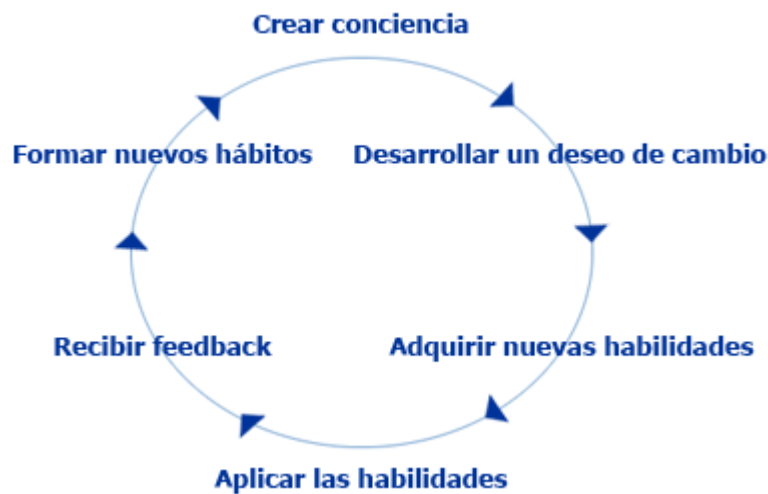 Crear conciencia
Formar nuevos hábitos
Desarrollar un deseo de cambio
Recibir feedback
Adquirir nuevas habilidades
Aplicar las habilidades